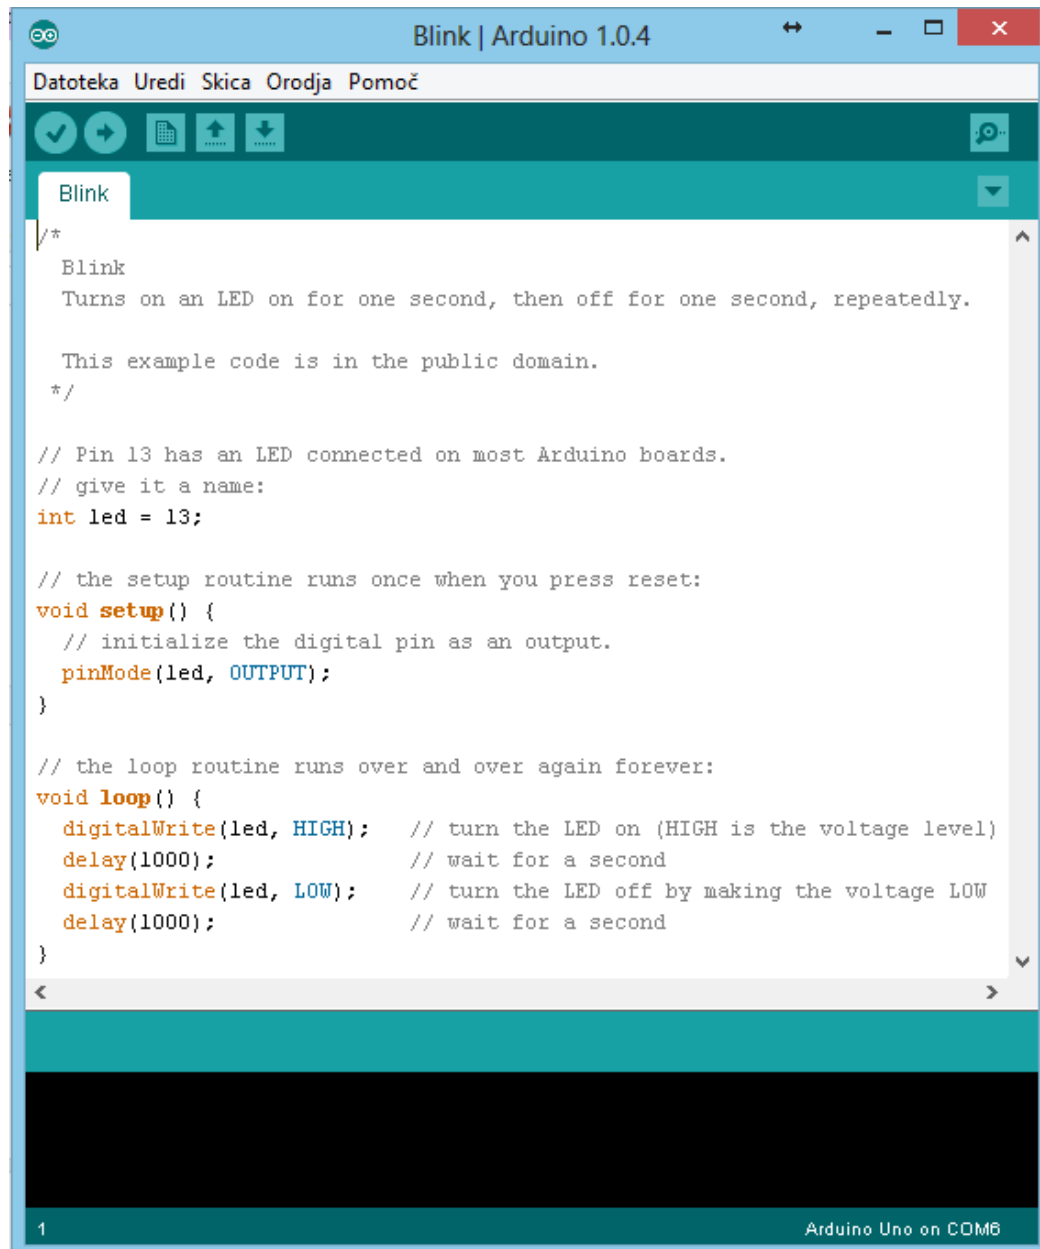 Blink | Arduino 1.0.4
Datoteka Uredi Skica Orodja Pomoč
Blink
/*
  Blink
  Turns on an LED on for one second, then off for one second, repeatedly.

  This example code is in the public domain.
 */

// Pin 13 has an LED connected on most Arduino boards.
// give it a name:
int led = 13;

// the setup routine runs once when you press reset:
void setup() {
  // initialize the digital pin as an output.
  pinMode(led, OUTPUT);
}

// the loop routine runs over and over again forever:
void loop() {
  digitalWrite(led, HIGH);   // turn the LED on (HIGH is the voltage level)
  delay(1000);               // wait for a second
  digitalWrite(led, LOW);    // turn the LED off by making the voltage LOW
  delay(1000);               // wait for a second
}
1 Arduino Uno on COM6